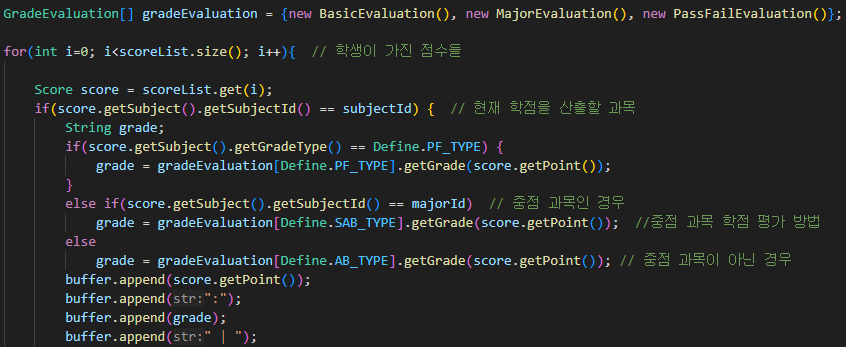 GradeEvaluation[] gradeEvaluation = {new BasicEvaluation(), new MajorEvaluation(), new PassFailEvaluation()};
for(int i=0; i<scoreList.size(); i++){  // 학생이 가진 점수들
Score score = scoreList.get(i);
if(score.getSubject().getSubjectId() == subjectId) {  // 현재 학점을 산출할 과목
String grade;
if(score.getSubject().getGradeType() == Define.PF_TYPE) {
grade = gradeEvaluation[Define.PF_TYPE].getGrade(score.getPoint());
}
else if(score.getSubject().getSubjectId() == majorId)  // 중점 과목인 경우
grade = gradeEvaluation[Define.SAB_TYPE].getGrade(score.getPoint());  //중점 과목 학점 평가 방법
else
grade = gradeEvaluation[Define.AB_TYPE].getGrade(score.getPoint()); // 중점 과목이 아닌 경우
buffer.append(score.getPoint());
buffer.append(str:":");
buffer.append(grade);
buffer.append(str:" | ");